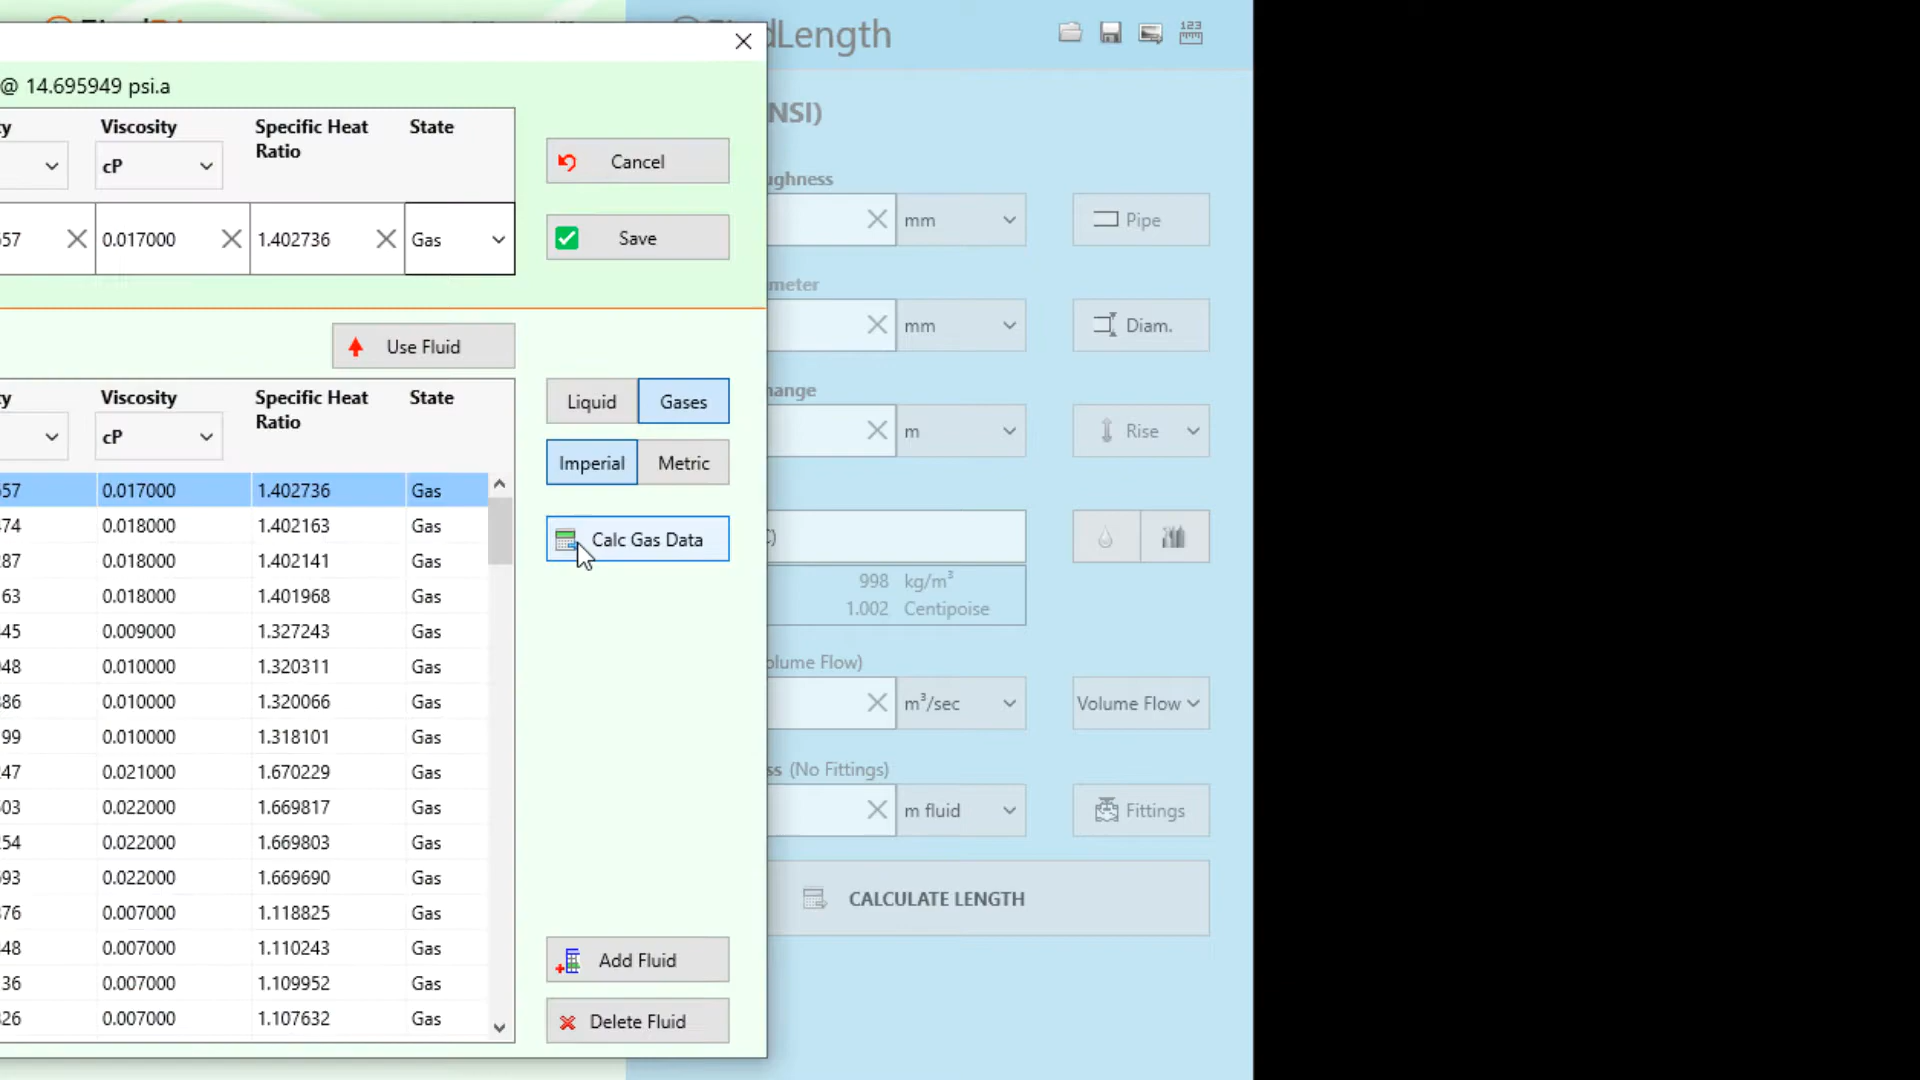 Length
@ 14.695949 psi.a
Viscosity
Specific Heat
Ratio
State
cP
57
0.017000
1.402736
Gas
Cancel
Save
Use Fluid
Viscosity
Specific Heat
Ratio
State
cP
57 0.017000 1.402736 Gas
74 0.018000 1.402163 Gas
287 0.018000 1.402141 Gas
63 0.018000 1.401968 Gas
45 0.009000 1.327243 Gas
48 0.010000 1.320311 Gas
86 0.010000 1.320066 Gas
99 0.010000 1.318101 Gas
247 0.021000 1.670229 Gas
03 0.022000 1.669817 Gas
254 0.022000 1.669803 Gas
93 0.022000 1.669690 Gas
76 0.007000 1.118825 Gas
48 0.007000 1.110243 Gas
36 0.007000 1.109952 Gas
26 0.007000 1.107632 Gas
Liquid
Gases
Imperial
Metric
Calc Gas Data
Add Fluid
Delete Fluid
123
NSI)
ughness
mm
Pipe
meter
mm
Diam.
hange
m
Rise
C)
998 kg/m³
1.002 Centipoise
olume Flow)
m³/sec
Volume Flow
ss (No Fittings)
m fluid
Fittings
CALCULATE LENGTH